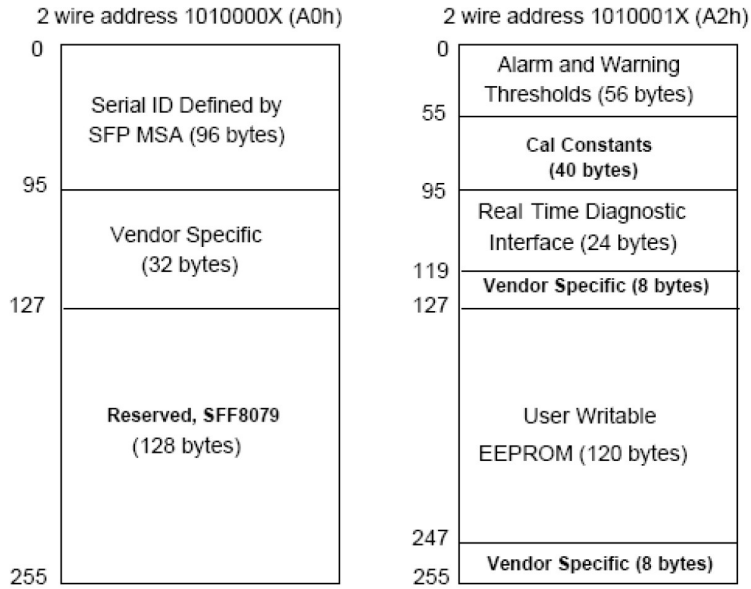 2 wire address 1010000X (A0h)
0
Serial ID Defined by
SFP MSA (96 bytes)
95
Vendor Specific
(32 bytes)
127
Reserved, SFF8079
(128 bytes)
255
2 wire address 1010001X (A2h)
0
Alarm and Warning
Thresholds (56 bytes)
55
Cal Constants
(40 bytes)
95
Real Time Diagnostic
Interface (24 bytes)
119
Vendor Specific (8 bytes)
127
User Writable
EEPROM (120 bytes)
247
Vendor Specific (8 bytes)
255